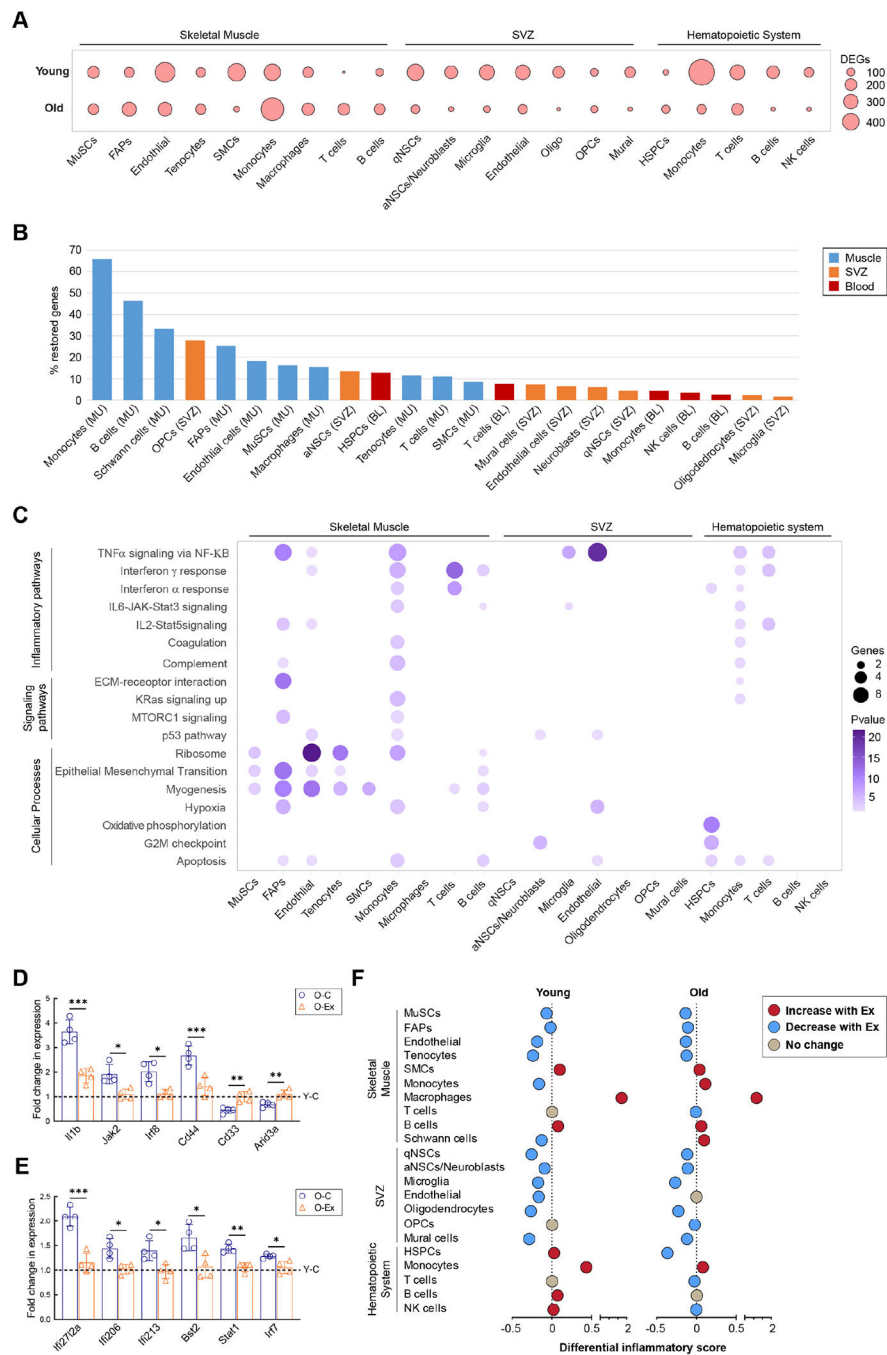 A
Skeletal Muscle SVZ Hematopoietic System
DEGs
Young
Old
100
200
300
400
MuSCs FAPs Endothlial Tenocytes SMCs Monocytes Macrophages T cells B cells qNSCs aNSCs/Neuroblasts Microglia Endothelial Oligo OPCs Mural HSPCs Monocytes T cells B cells NK cells
B
% restored genes
70
60
50
40
30
20
10
0
Muscle
SVZ
Blood
Monocytes (MU) B cells (MU) Schwann cells (MU) OPCs (SVZ) FAPs (MU) Endothlial cells (MU) MuSCs (MU) Macrophages (MU) aNSCs (SVZ) HSPCs (BL) Tenocytes (MU) T cells (MU) SMCs (MU) T cells (BL) Mural cells (SVZ) Endothelial cells (SVZ) Neuroblasts (SVZ) qNSCs (SVZ) Monocytes (BL) NK cells (BL) B cells (BL) Oligodedrocytes (SVZ) Microglia (SVZ)
C
Skeletal Muscle SVZ Hematopoietic system
Inflammatory pathways
TNFα signaling via NF-KB
Interferon γ response
Interferon α response
IL6-JAK-Stat3 signaling
IL2-Stat5signaling
Coagulation
Complement
Signaling pathways
ECM-receoptor interaction
KRas signaling up
MTORC1 signaling
p53 pathway
Cellular Processes
Ribosome
Epithelial Mesenchymal Transition
Myogenesis
Hypoxia
Oxidative phosphorylation
G2M checkpoint
Apoptosis
Genes
2
4
8
Pvalue
20
15
10
5
MuSCs FAPs Endothlial Tenocytes SMCs Monocytes Microphages T cells B cells qNSCs aNSCs/Neuroblasts Microglia Endothelial Oligodendrocytes OPCs Mural cells HSPCs Monocytes T cells B cells NK cells
D
Fold change in expression
5
4
3
2
1
0
O-C
O-Ex
*** * * *** ** **
Y-C
Il1b Jak2 Irf8 Cd44 Cd33 Arid3a
E
Fold change in expression
2.5
2.0
1.5
1.0
0.5
0.0
O-C
O-Ex
*** * * * ** *
Y-C
Ifi27l2a Ifi206 Ifi213 Bst2 Stat1 Irf7
F
Young Old
Increase with Ex
Decrease with Ex
No change
Skeletal Muscle
MuSCs
FAPs
Endothelial
Tenocytes
SMCs
Monocytes
Macrophages
T cells
B cells
Schwann cells
SVZ
qNSCs
aNSCs/Neuroblasts
Microglia
Endothelial
Oligodendrocytes
OPCs
Mural cells
Hematopoietic System
HSPCs
Monocytes
T cells
B cells
NK cells
-0.5 0 0.5 1 2 -0.5 0 0.5 1 2
Differential inflammatory score